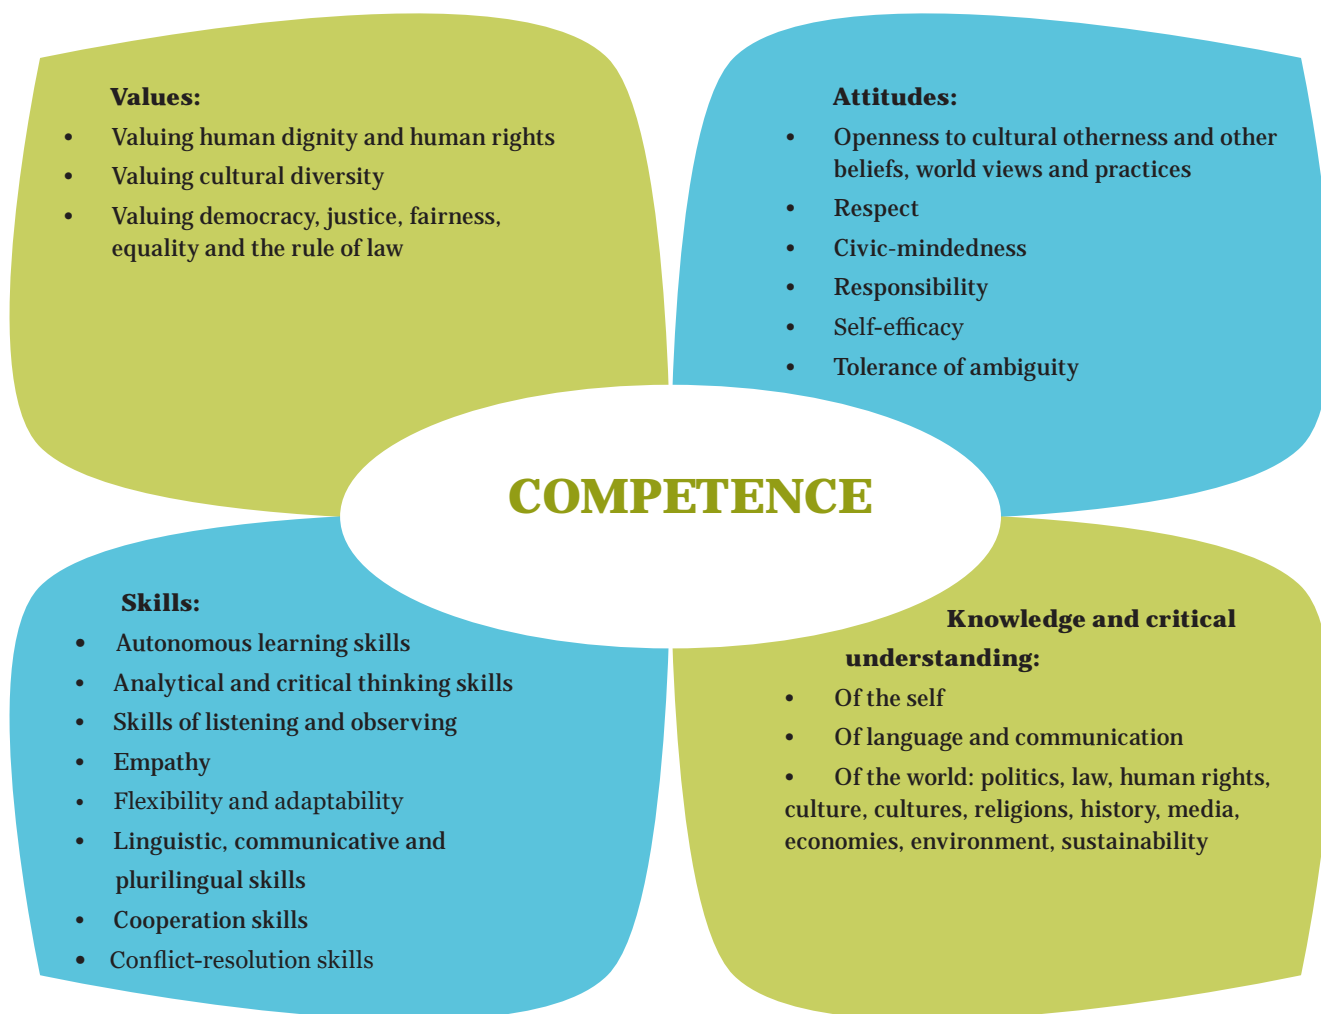 Values:
• Valuing human dignity and human rights
• Valuing cultural diversity
• Valuing democracy, justice, fairness,
equality and the rule of law
Attitudes:
• Openness to cultural otherness and other
beliefs, world views and practices
• Respect
• Civic-mindedness
• Responsibility
• Self-efficacy
• Tolerance of ambiguity
COMPETENCE
Skills:
• Autonomous learning skills
• Analytical and critical thinking skills
• Skills of listening and observing
• Empathy
• Flexibility and adaptability
• Linguistic, communicative and
plurilingual skills
• Cooperation skills
• Conflict-resolution skills
Knowledge and critical
understanding:
• Of the self
• Of language and communication
• Of the world: politics, law, human rights,
culture, cultures, religions, history, media,
economies, environment, sustainability